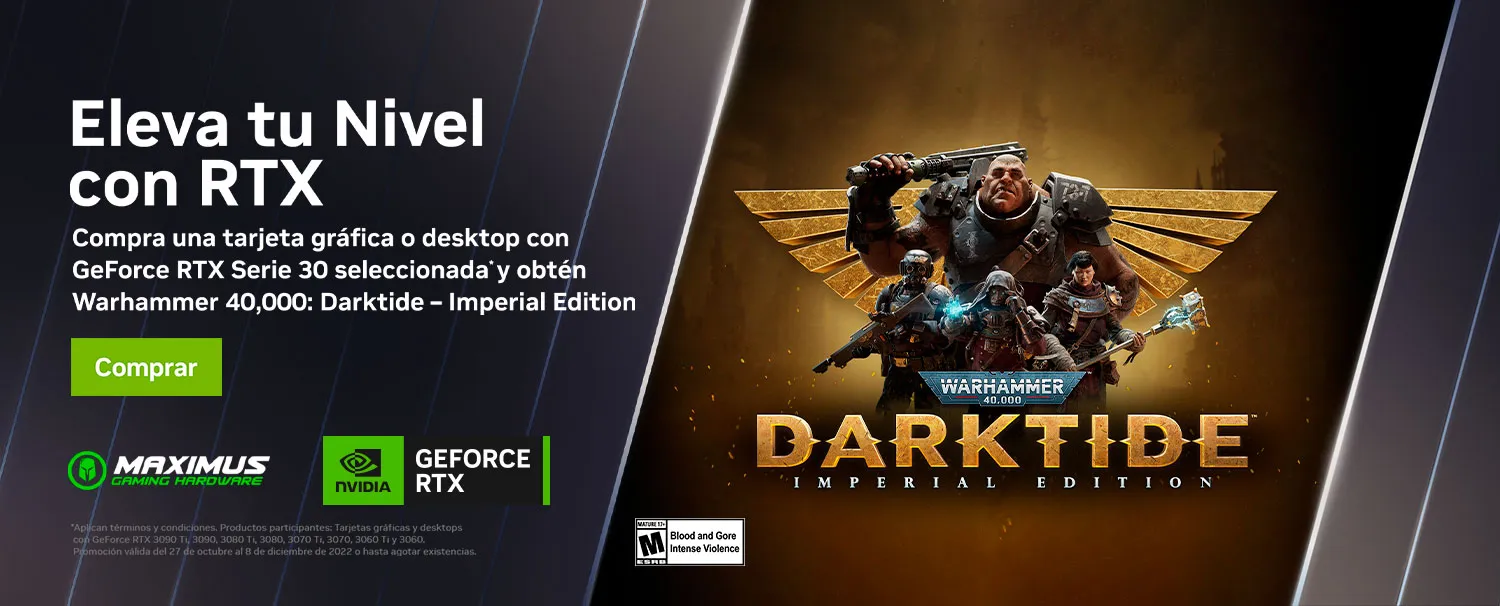 Eleva tu Nivel
con RTX
Compra una tarjeta gráfica o desktop con
GeForce RTX Serie 30 seleccionada* y obtén
Warhammer 40,000: Darktide – Imperial Edition
Comprar
MAXIMUS
GAMING HARDWARE
NVIDIA
GEFORCE
RTX
*Aplican términos y condiciones. Productos participantes: Tarjetas gráficas y desktops
con GeForce RTX 3090 Ti, 3090, 3080 Ti, 3080, 3070 Ti, 3070, 3060 Ti y 3060.
Promoción válida del 27 de octubre al 8 de diciembre de 2022 o hasta agotar existencias.
WARHAMMER™
40,000
DARKTIDE™
IMPERIAL EDITION
MATURE 17+
M
ESRB
Blood and Gore
Intense Violence